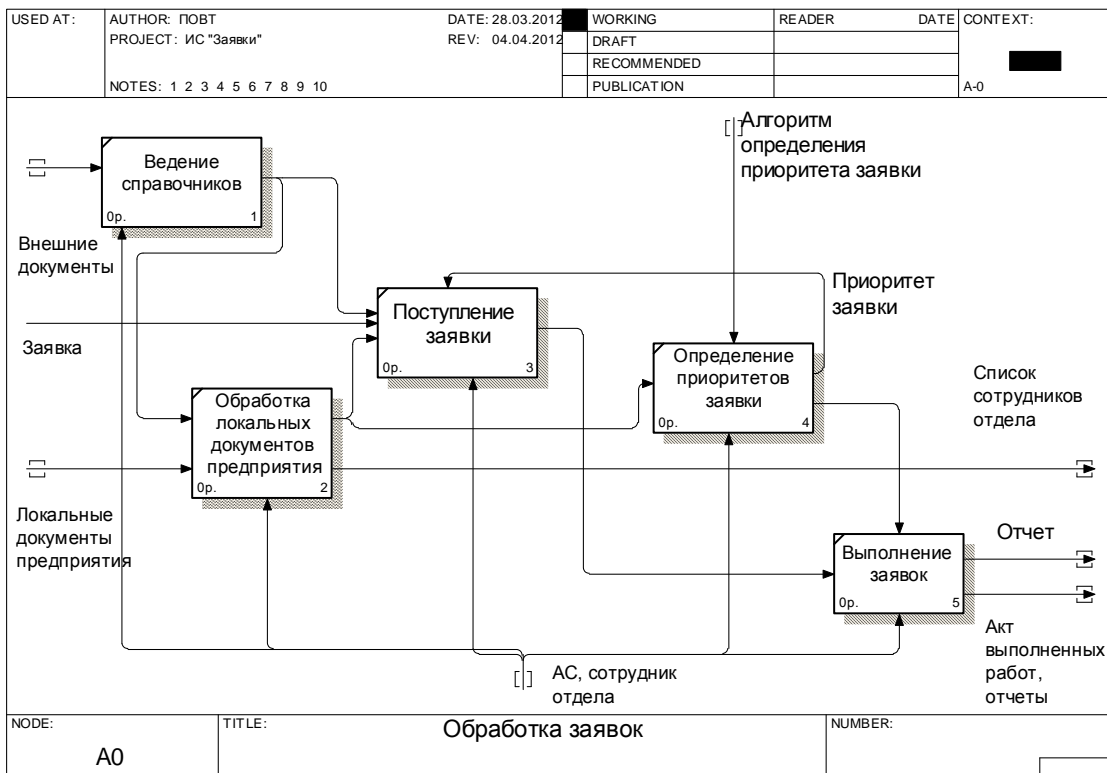 USED AT:
AUTHOR: ПОВТ
DATE: 28.03.2012
PROJECT: ИС "Заявки"
REV: 04.04.2012
NOTES: 1 2 3 4 5 6 7 8 9 10
WORKING
DRAFT
RECOMMENDED
PUBLICATION
READER
DATE
CONTEXT:
A-0
Алгоритм
определения
приоритета заявки
Ведение
справочников
0р.
1
Внешние
документы
Поступление
заявки
0р.
3
Приоритет
заявки
Заявка
Определение
приоритетов
заявки
0р.
4
Список
сотрудников
отдела
Обработка
локальных
документов
предприятия
0р.
2
Локальные
документы
предприятия
Отчет
Выполнение
заявок
0р.
5
Акт
выполненных
работ,
отчеты
АС, сотрудник
отдела
NODE:
A0
TITLE:
Обработка заявок
NUMBER: